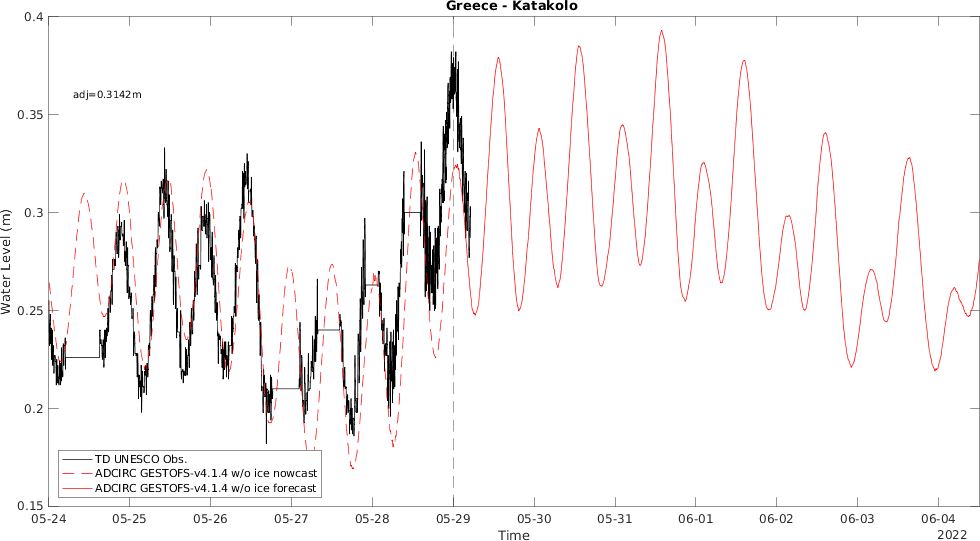 Greece - Katakolo
0.4
adj=0.3142m
0.35
0.3
Water Level (m)
0.25
0.2
TD UNESCO Obs.
ADCIRC GESTOFS-v4.1.4 w/o ice nowcast
ADCIRC GESTOFS-v4.1.4 w/o ice forecast
0.15
05-24 05-25 05-26 05-27 05-28 05-29 05-30 05-31 06-01 06-02 06-03 06-04
Time
2022